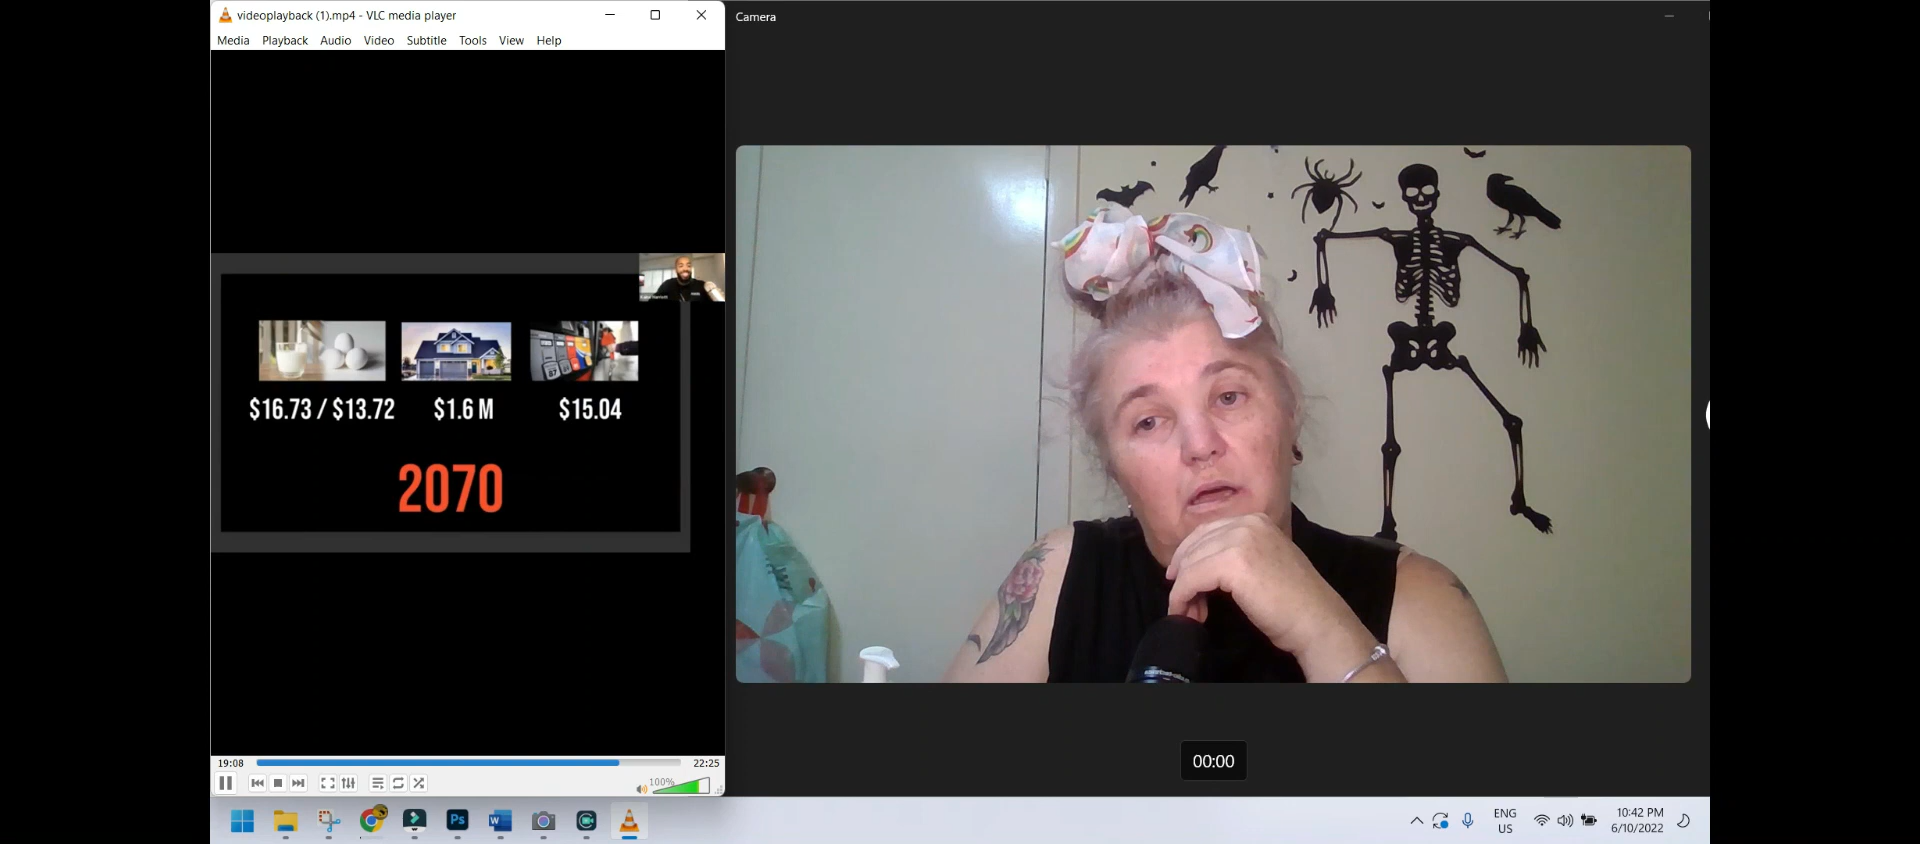 videoplayback (1).mp4 - VLC media player
Media Playback Audio Video Subtitle Tools View Help
Camera
$16.73 / $13.72 $1.6 M $15.04
2070
19:08 22:25
100%
00:00
Ps
W
ENG
US
10:42 PM
6/10/2022
87